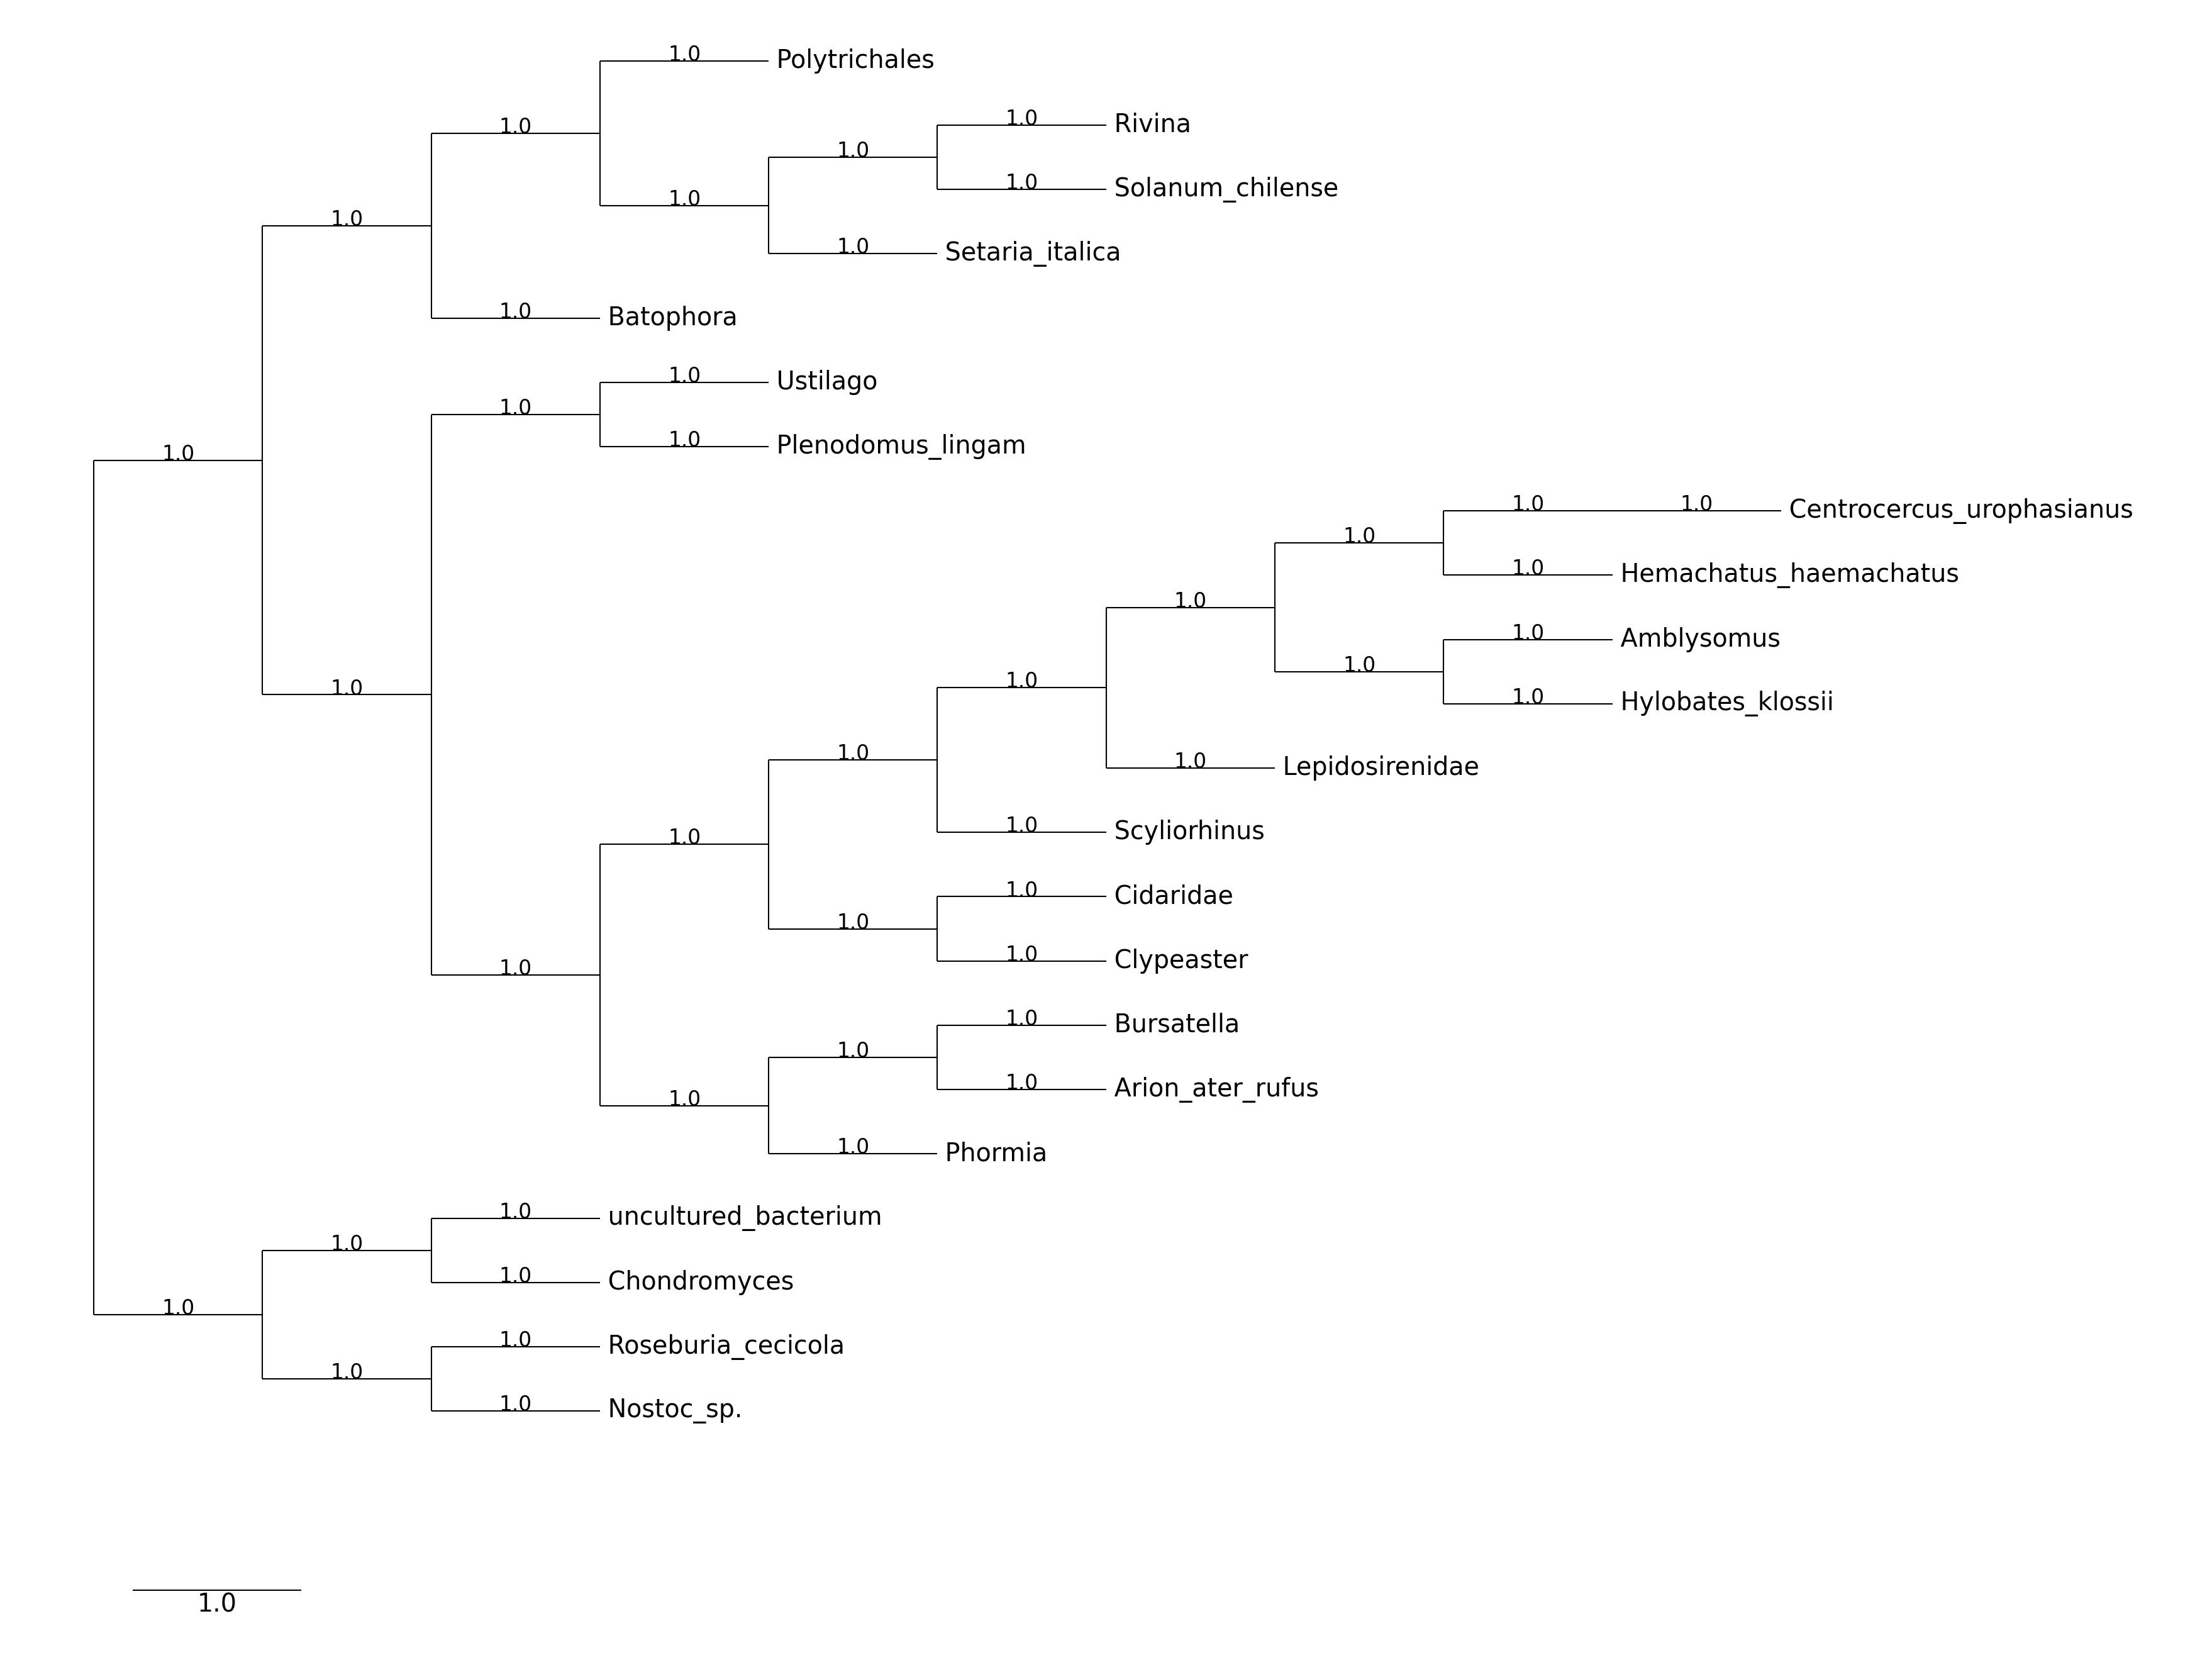 1.0 Polytrichales
1.0 Rivina
1.0
1.0
1.0 Solanum_chilense
1.0
1.0
1.0 Setaria_italica
1.0 Batophora
1.0 Ustilago
1.0
1.0 Plenodomus_lingam
1.0
1.0 1.0 Centrocercus_urophasianus
1.0
1.0 Hemachatus_haemachatus
1.0
1.0 Amblysomus
1.0
1.0 Hylobates_klossii
1.0
1.0
1.0 Lepidosirenidae
1.0
1.0 Scyliorhinus
1.0
1.0 Cidaridae
1.0
1.0 Clypeaster
1.0
1.0 Bursatella
1.0
1.0 Arion_ater_rufus
1.0
1.0 Phormia
1.0 uncultured_bacterium
1.0
1.0 Chondromyces
1.0
1.0 Roseburia_cecicola
1.0
1.0 Nostoc_sp.
1.0